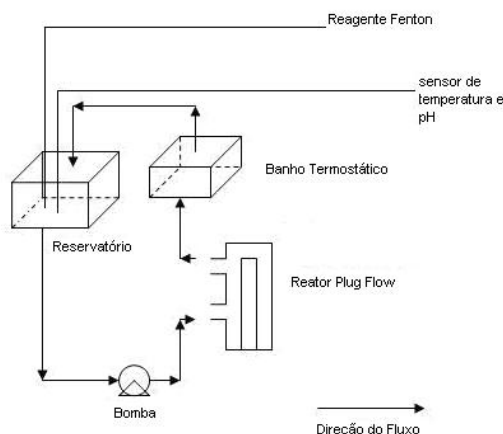 Reagente Fenton
sensor de
temperatura e
pH
Banho Termostático
Reservatório
Reator Plug Flow
Bomba
Direcão do Fluxo